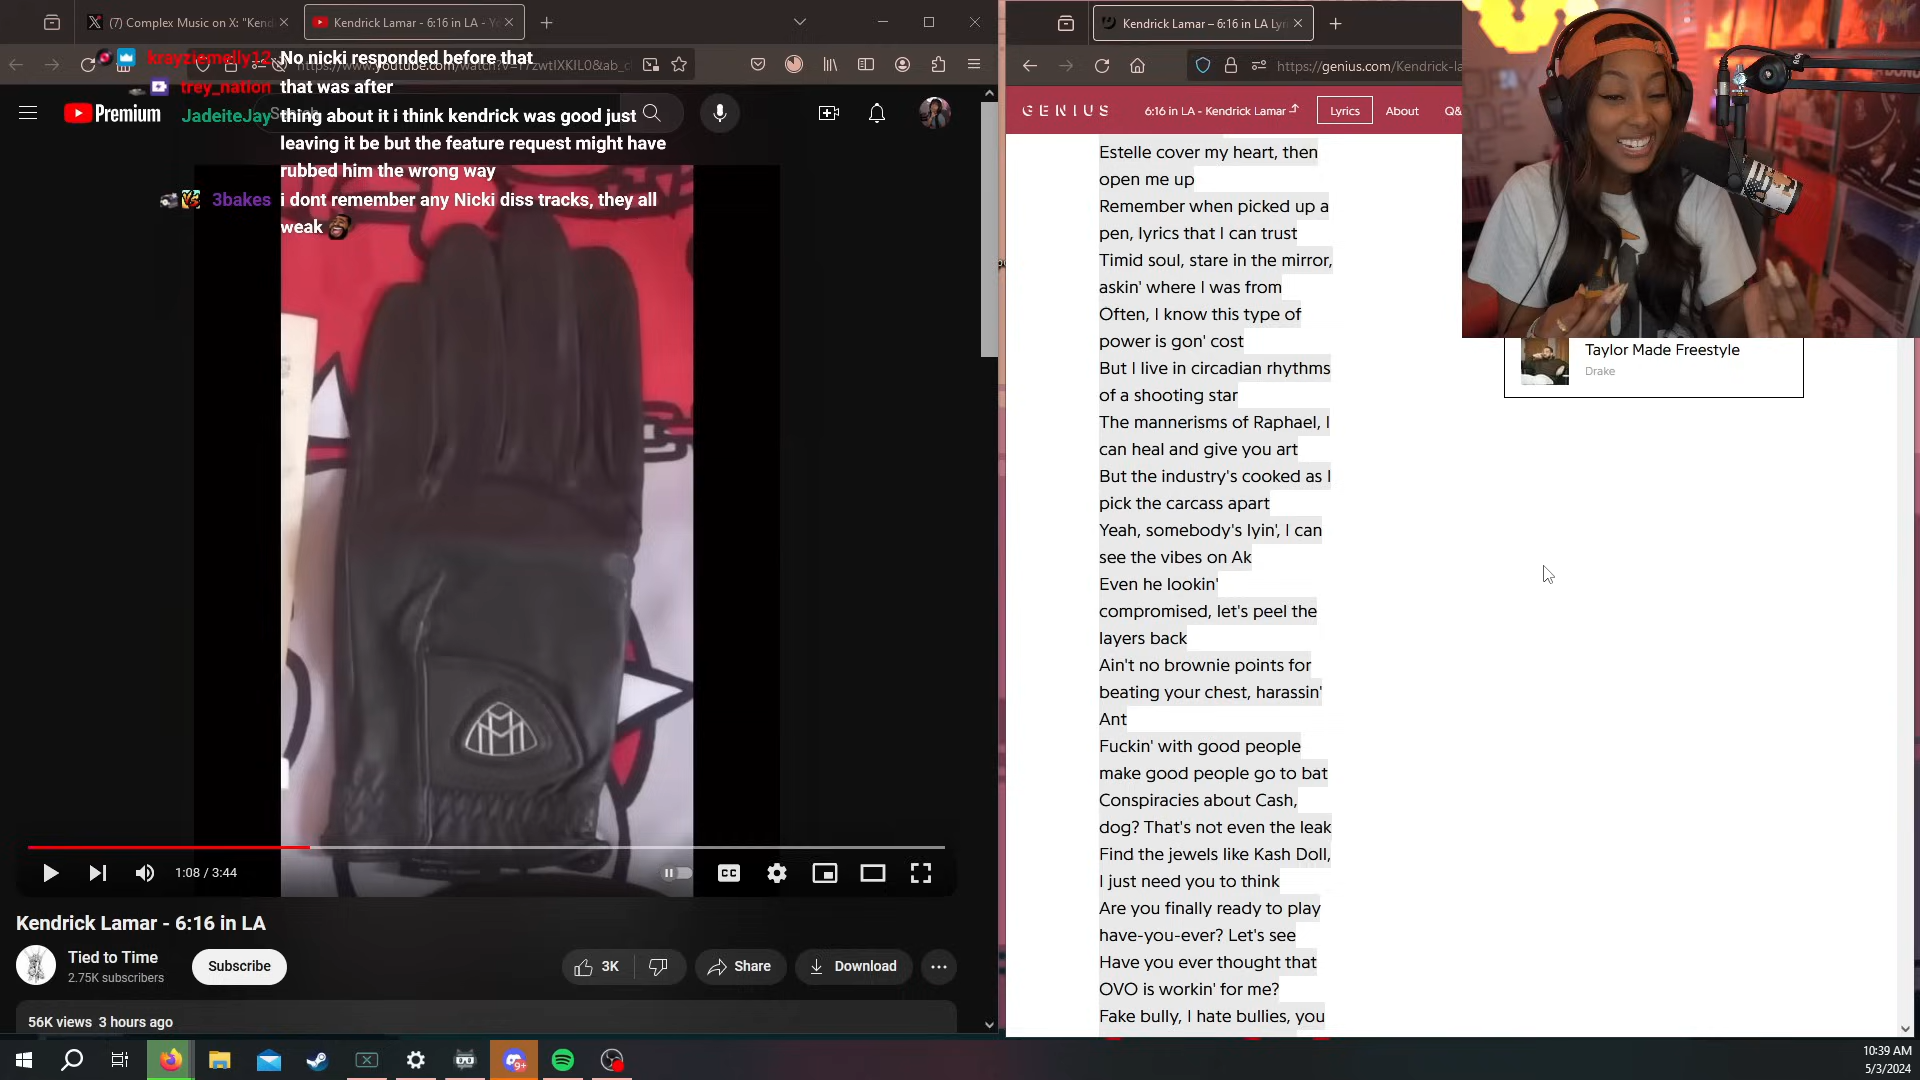 (7) Complex Music on X: "Kend
Kendrick Lamar - 6:16 in LA - Yo
krayziemelly12 No nicki responded before that
trey_nation that was after
JadeiteJay thing about it i think kendrick was good just
leaving it be but the feature request might have
rubbed him the wrong way
3bakes i dont remember any Nicki diss tracks, they all
weak
Premium
Kendrick Lamar – 6:16 in LA Lyri
https://genius.com/Kendrick-la
GENIUS
6:16 in LA - Kendrick Lamar
Lyrics
About
Q&
Estelle cover my heart, then
open me up
Remember when picked up a
pen, lyrics that I can trust
Timid soul, stare in the mirror,
askin' where I was from
Often, I know this type of
power is gon' cost
But I live in circadian rhythms
of a shooting star
The mannerisms of Raphael, I
can heal and give you art
But the industry's cooked as I
pick the carcass apart
Yeah, somebody's lyin', I can
see the vibes on Ak
Even he lookin'
compromised, let's peel the
layers back
Ain't no brownie points for
beating your chest, harassin'
Ant
Fuckin' with good people
make good people go to bat
Conspiracies about Cash,
dog? That's not even the leak
Find the jewels like Kash Doll,
I just need you to think
Are you finally ready to play
have-you-ever? Let's see
Have you ever thought that
OVO is workin' for me?
Fake bully, I hate bullies, you
Taylor Made Freestyle
Drake
1:08 / 3:44
CC
Kendrick Lamar - 6:16 in LA
Tied to Time
2.75K subscribers
Subscribe
3K
Share
Download
56K views 3 hours ago
9+
10:39 AM
5/3/2024